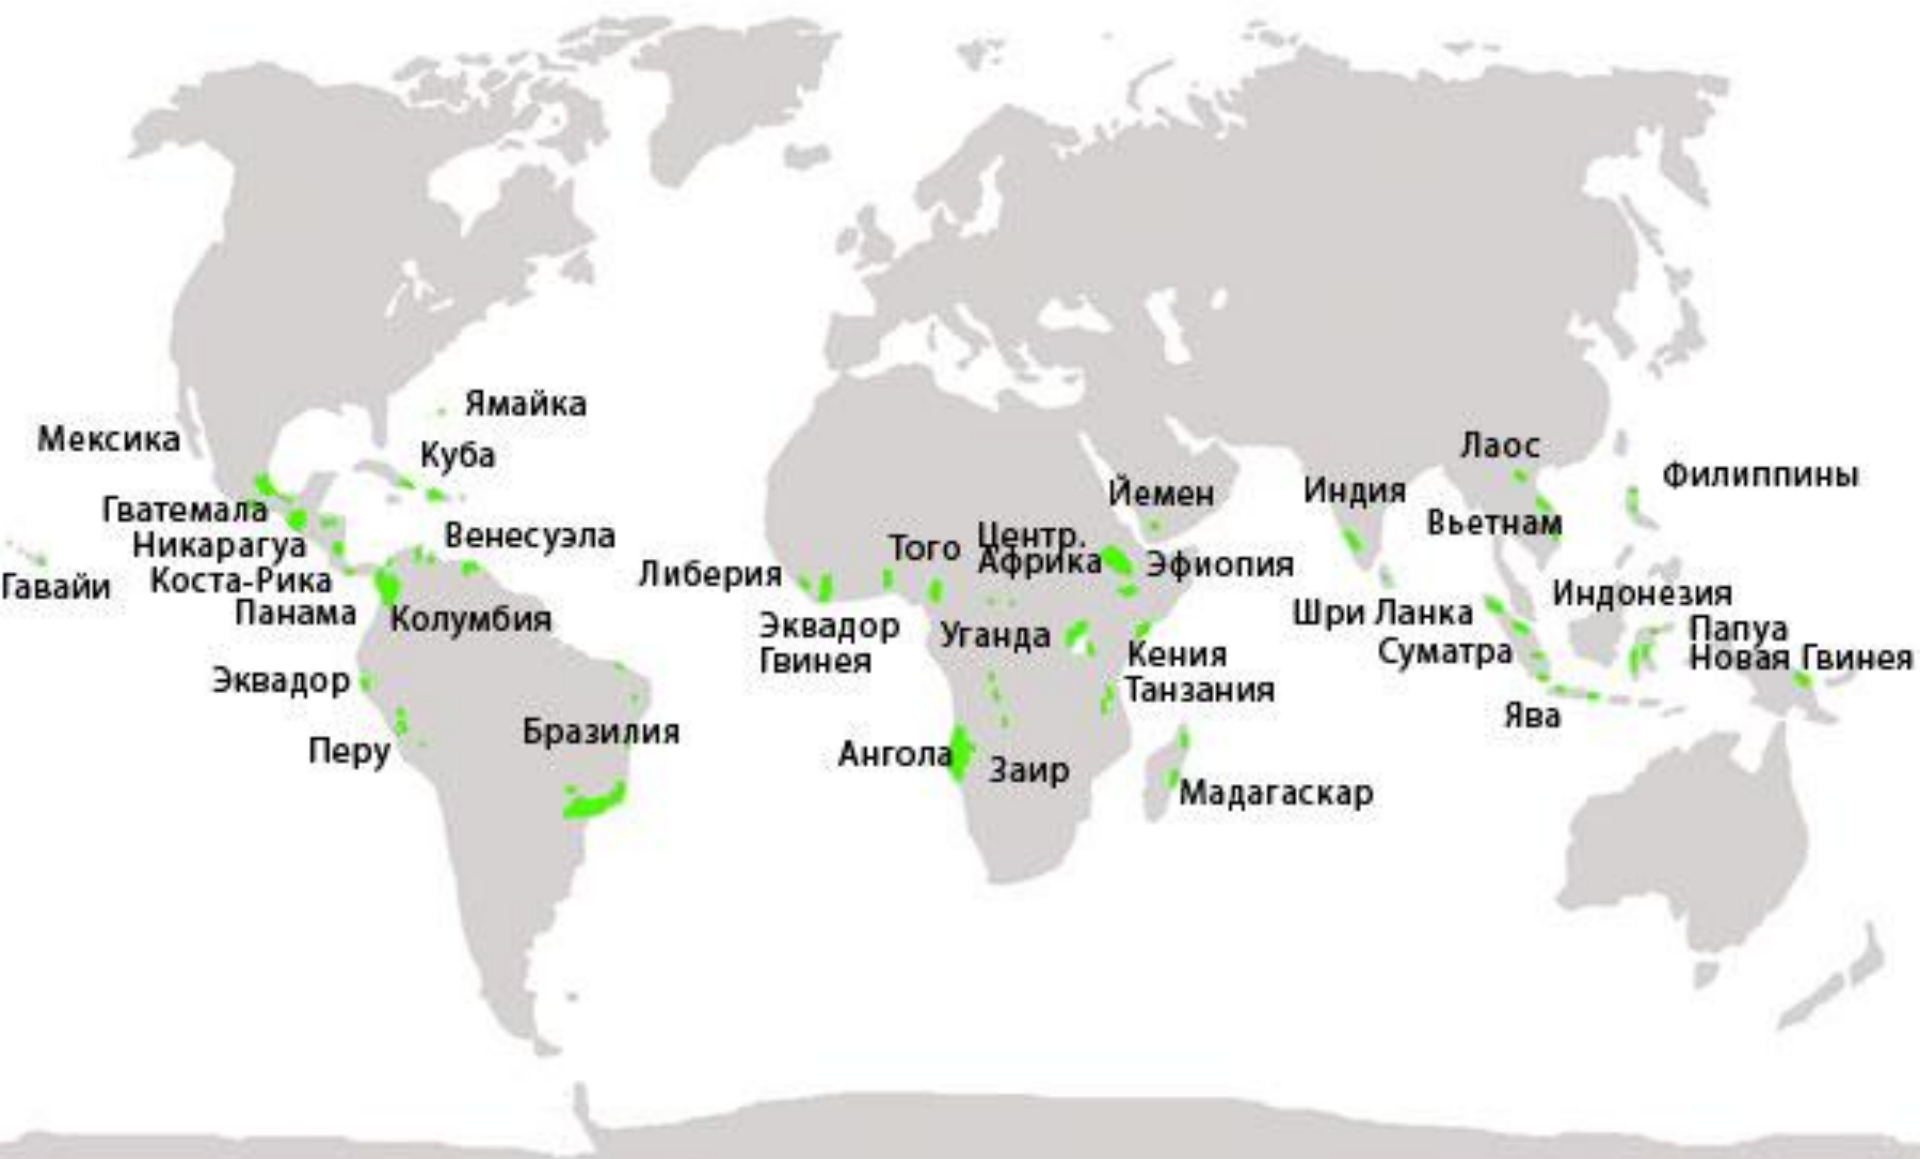 Ямайка
Мексика
Куба
Гватемала
Никарагуа
Венесуэла
Гавайи
Коста-Рика
Панама
Колумбия
Эквадор
Перу
Бразилия
Либерия
Того
Центр.
Африка
Йемен
Эфиопия
Эквадор
Гвинея
Уганда
Кения
Танзания
Ангола
Заир
Мадагаскар
Индия
Лаос
Филиппины
Вьетнам
Шри Ланка
Индонезия
Суматра
Папуа
Новая Гвинея
Ява